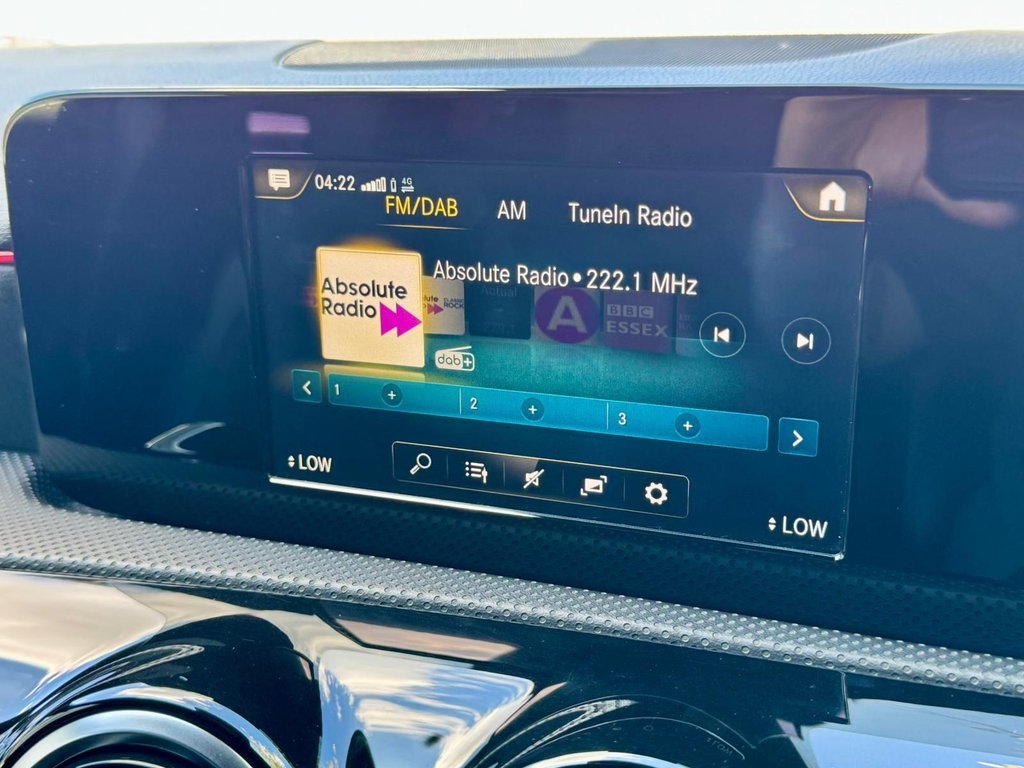 04:22 4G
FM/DAB AM TuneIn Radio
Absolute Radio • 222.1 MHz
Absolute
Radio
CLASSIC
ROCK
A
BBC
ESSEX
dab+
1 + 2 + 3 +
LOW
LOW